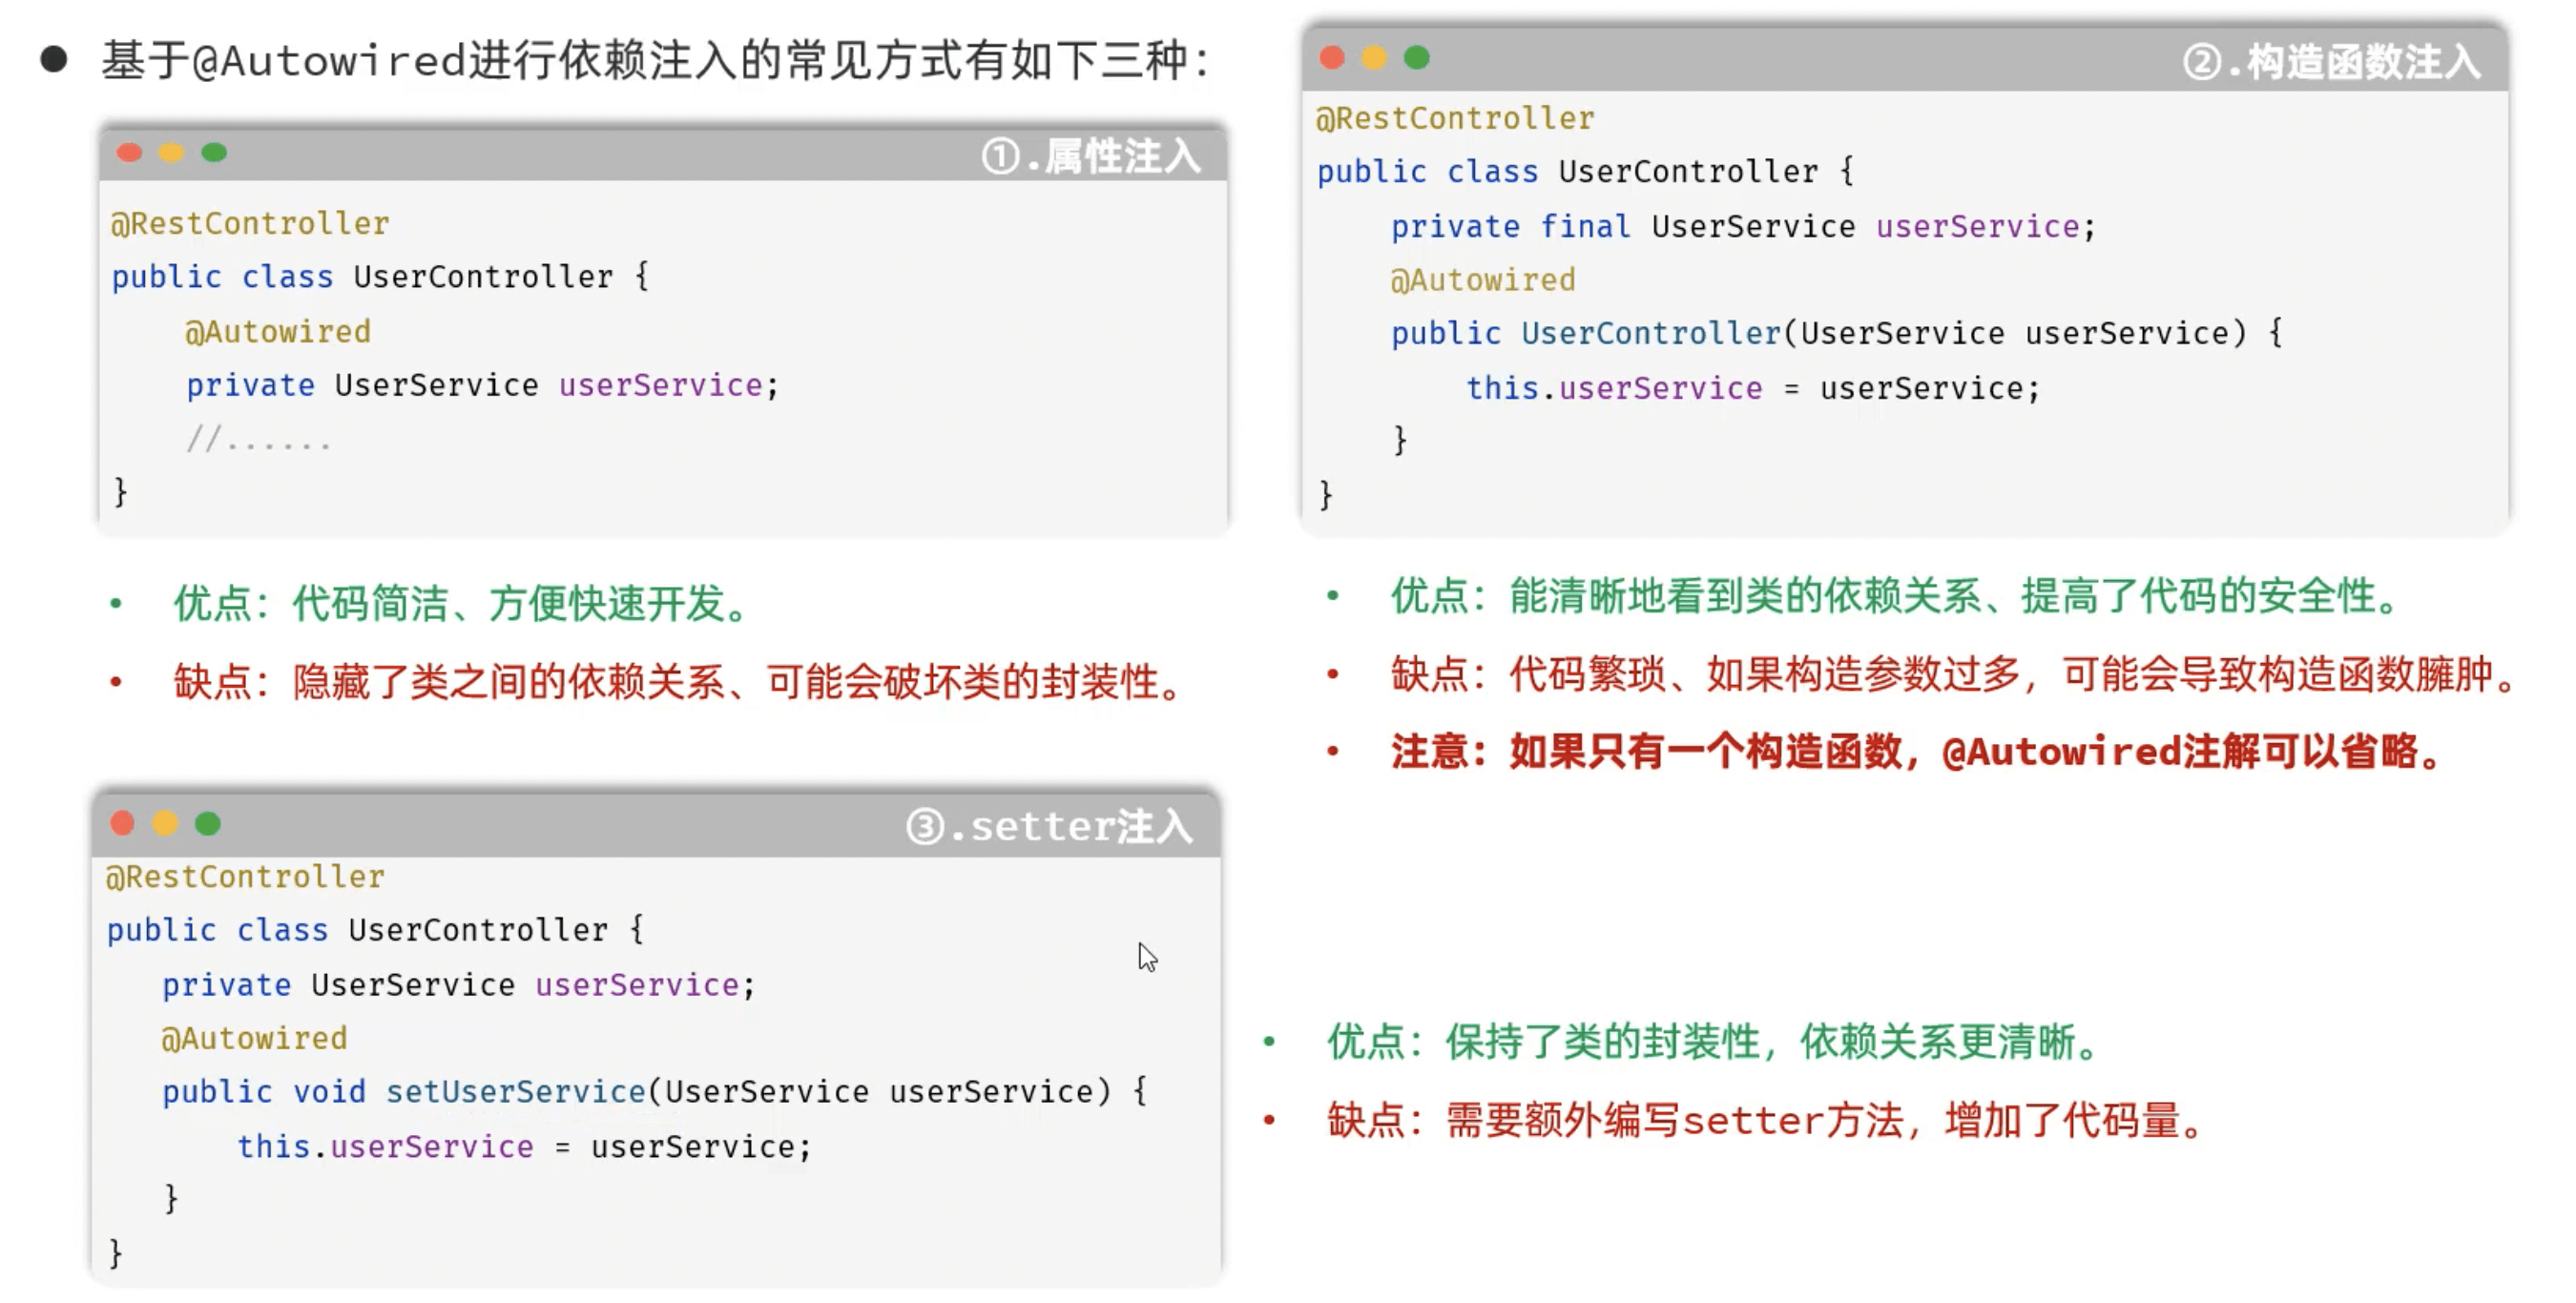 ● 基于@Autowired进行依赖注入的常见方式有如下三种：
①.属性注入
@RestController
public class UserController {
    @Autowired
    private UserService userService;
    //......
}
• 优点：代码简洁、方便快速开发。
• 缺点：隐藏了类之间的依赖关系、可能会破坏类的封装性。
②.构造函数注入
@RestController
public class UserController {
    private final UserService userService;
    @Autowired
    public UserController(UserService userService) {
        this.userService = userService;
    }
}
• 优点：能清晰地看到类的依赖关系、提高了代码的安全性。
• 缺点：代码繁琐、如果构造参数过多，可能会导致构造函数臃肿。
• 注意：如果只有一个构造函数，@Autowired注解可以省略。
③.setter注入
@RestController
public class UserController {
   private UserService userService;
   @Autowired
   public void setUserService(UserService userService) {
       this.userService = userService;
   }
}
• 优点：保持了类的封装性，依赖关系更清晰。
• 缺点：需要额外编写setter方法，增加了代码量。